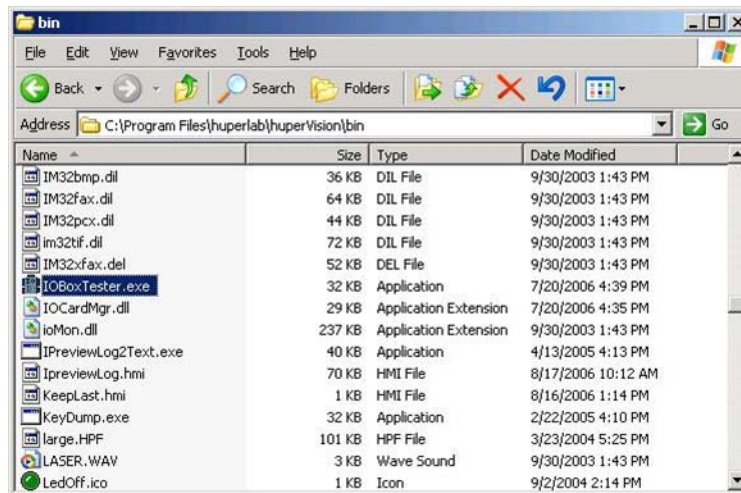 bin
File Edit View Favorites Tools Help
Back Search Folders
Address C:\Program Files\huperlab\huperVision\bin Go
Name Size Type Date Modified
IM32bmp.dil 36 KB DIL File 9/30/2003 1:43 PM
IM32fax.dil 64 KB DIL File 9/30/2003 1:43 PM
IM32pcx.dil 44 KB DIL File 9/30/2003 1:43 PM
im32tif.dil 72 KB DIL File 9/30/2003 1:43 PM
IM32xfax.del 52 KB DEL File 9/30/2003 1:43 PM
IOBoxTester.exe 32 KB Application 7/20/2006 4:39 PM
IOCardMgr.dll 29 KB Application Extension 7/20/2006 4:35 PM
ioMon.dll 237 KB Application Extension 9/30/2003 1:43 PM
IPreviewLog2Text.exe 40 KB Application 4/13/2005 4:13 PM
IpreviewLog.hmi 70 KB HMI File 8/17/2006 10:12 AM
KeepLast.hmi 1 KB HMI File 8/16/2006 1:14 PM
KeyDump.exe 32 KB Application 2/22/2005 4:10 PM
large.HPF 101 KB HPF File 3/23/2004 5:25 PM
LASER.WAV 3 KB Wave Sound 9/30/2003 1:43 PM
LedOff.ico 1 KB Icon 9/2/2004 2:14 PM